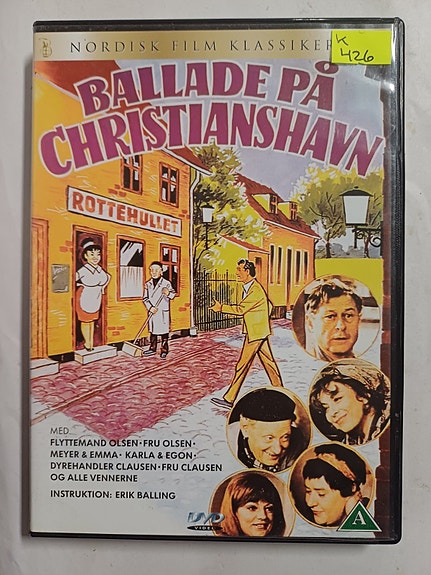 NORDISK FILM KLASSIKER
K
426
BALLADE PÅ
CHRISTIANSHAVN
ROTTEHULLET
MED
FLYTTEMAND OLSEN • FRU OLSEN •
MEYER & EMMA • KARLA & EGON •
DYREHANDLER CLAUSEN • FRU CLAUSEN
OG ALLE VENNERNE
INSTRUKTION: ERIK BALLING
DVD
VIDEO
A